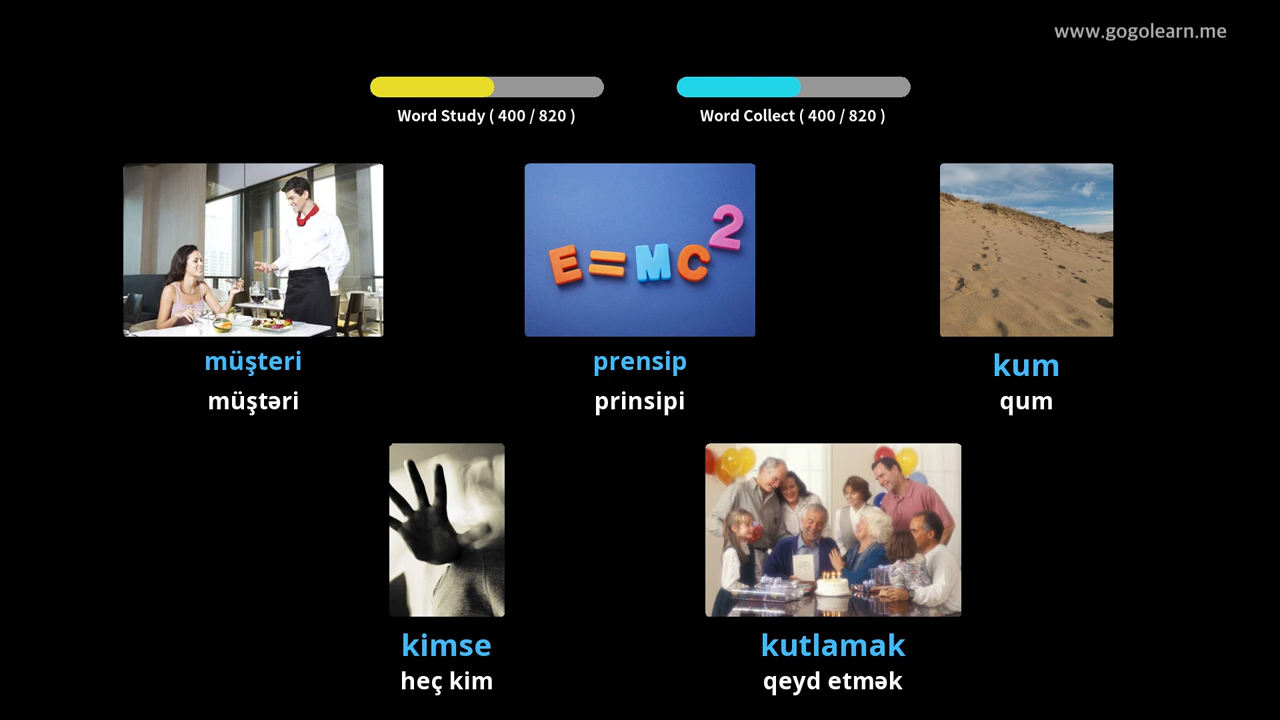 www.gogolearn.me
Word Study ( 400 / 820 )
Word Collect ( 400 / 820 )
E=MC2
müşteri
prensip
kum
müştəri
prinsipi
qum
kimse
kutlamak
heç kim
qeyd etmək